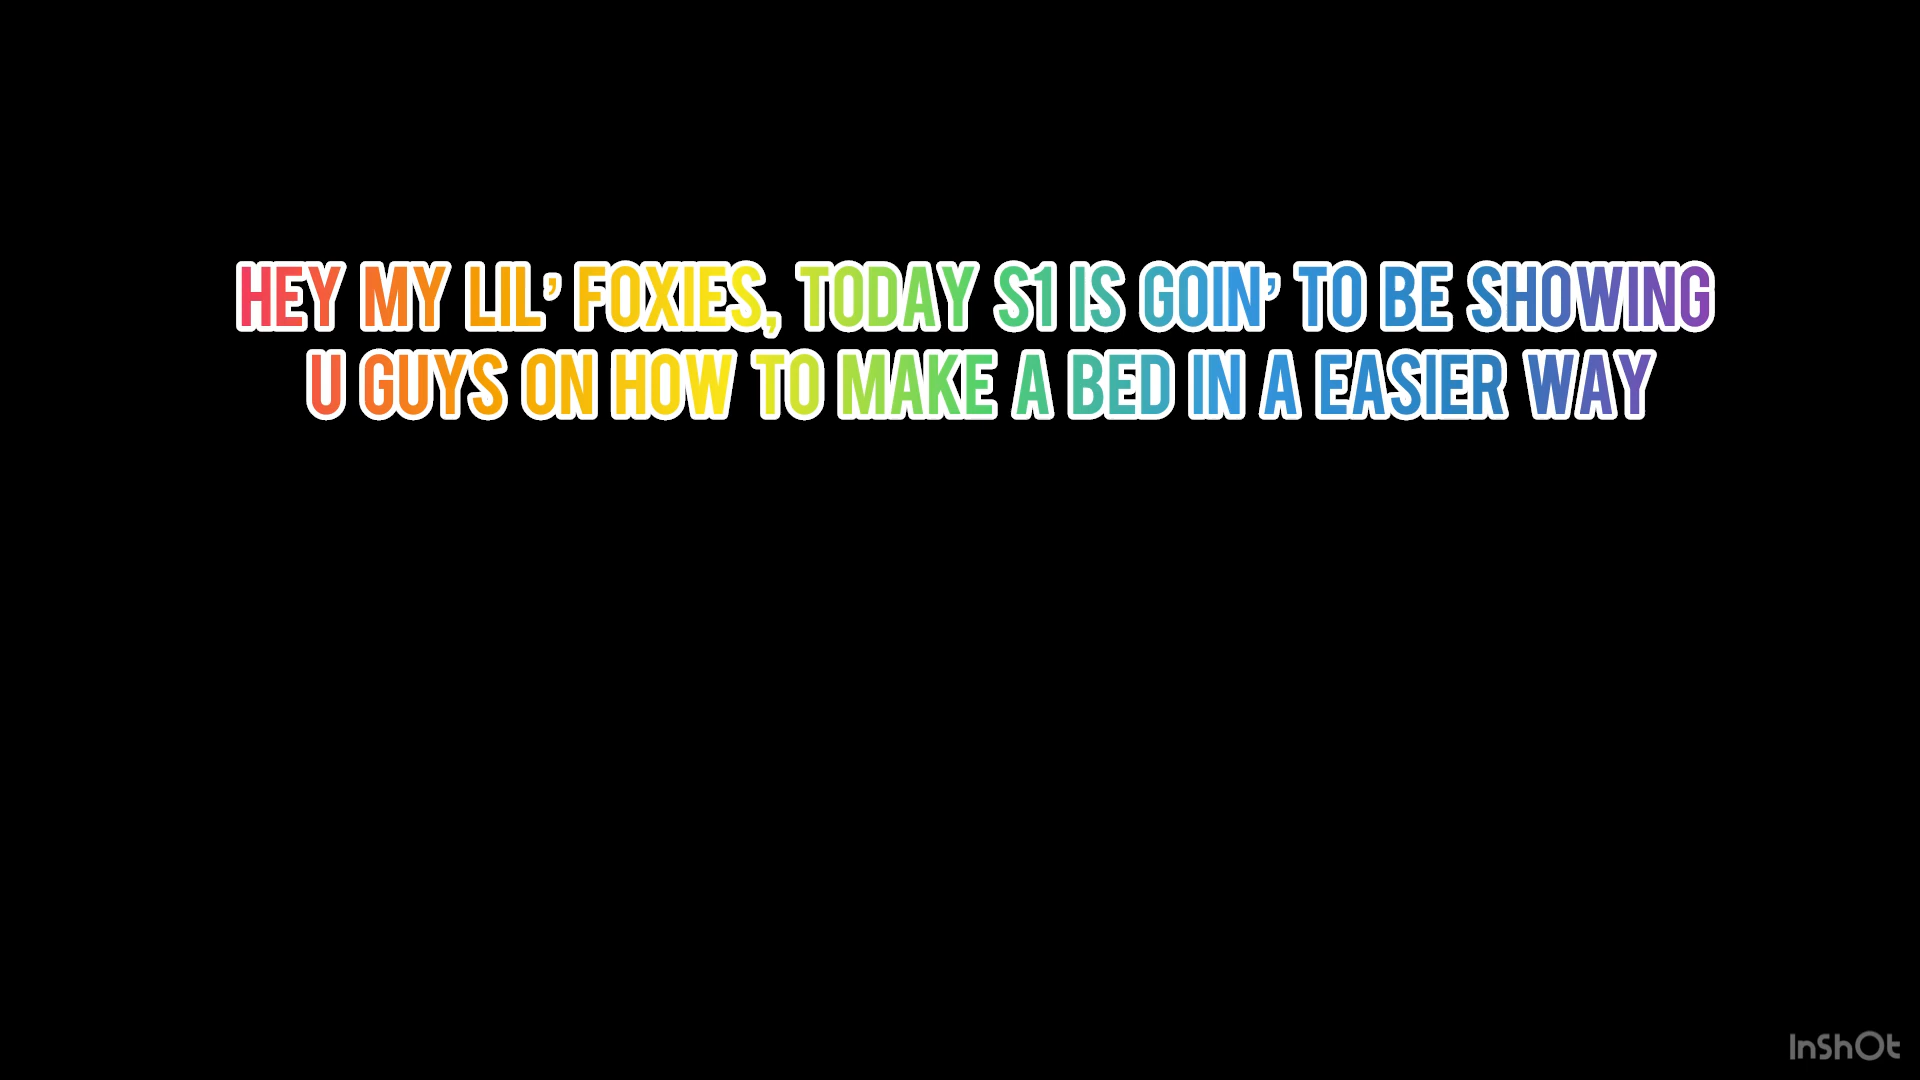 HEY MY LIL' FOXIES, TODAY S1 IS GOIN' TO BE SHOWING
U GUYS ON HOW TO MAKE A BED IN A EASIER WAY
InShOt